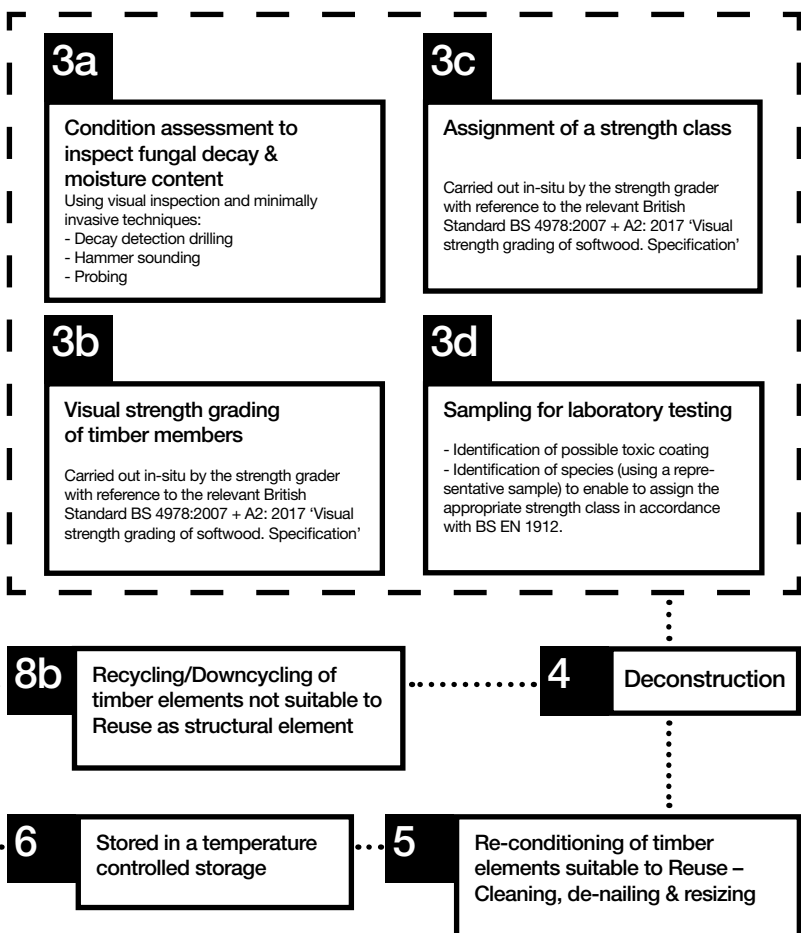 3a
Condition assessment to
inspect fungal decay &
moisture content
Using visual inspection and minimally
invasive techniques:
- Decay detection drilling
- Hammer sounding
- Probing
3c
Assignment of a strength class
Carried out in-situ by the strength grader
with reference to the relevant British
Standard BS 4978:2007 + A2: 2017 ‘Visual
strength grading of softwood. Specification’
3b
Visual strength grading
of timber members
Carried out in-situ by the strength grader
with reference to the relevant British
Standard BS 4978:2007 + A2: 2017 ‘Visual
strength grading of softwood. Specification’
3d
Sampling for laboratory testing
- Identification of possible toxic coating
- Identification of species (using a repre-
sentative sample) to enable to assign the
appropriate strength class in accordance
with BS EN 1912.
8b
Recycling/Downcycling of
timber elements not suitable to
Reuse as structural element
4
Deconstruction
6
Stored in a temperature
controlled storage
5
Re-conditioning of timber
elements suitable to Reuse –
Cleaning, de-nailing & resizing